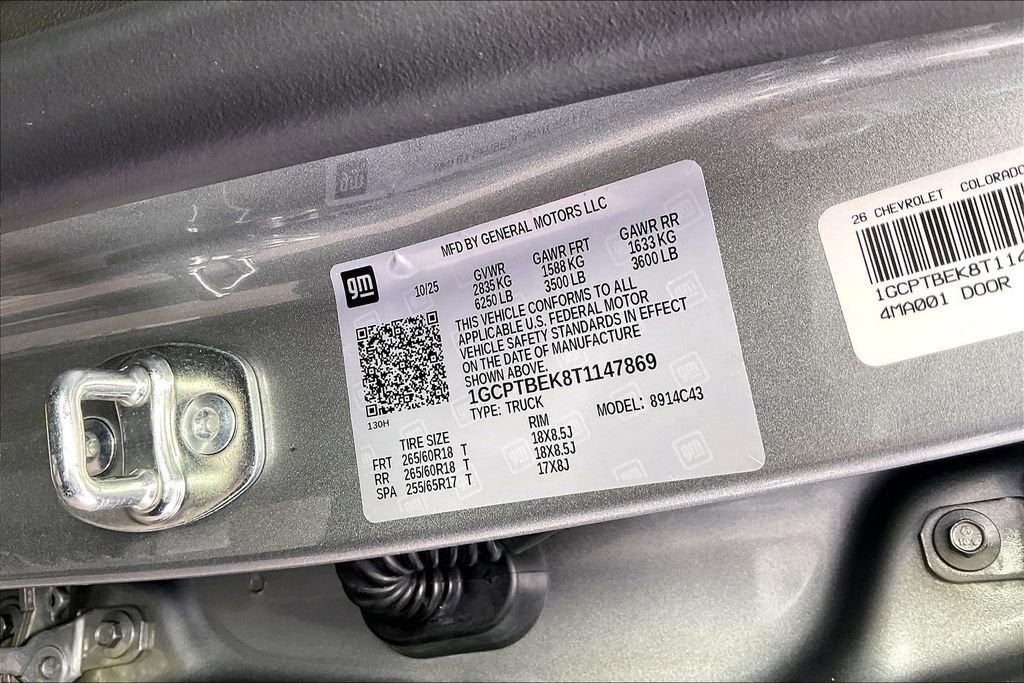 MFD BY GENERAL MOTORS LLC
gm
10/25
GVWR
2835 KG
6250 LB
GAWR FRT
1588 KG
3500 LB
GAWR RR
1633 KG
3600 LB
THIS VEHICLE CONFORMS TO ALL
APPLICABLE U.S. FEDERAL MOTOR
VEHICLE SAFETY STANDARDS IN EFFECT
ON THE DATE OF MANUFACTURE
SHOWN ABOVE.
1GCPTBEK8T1147869
TYPE: TRUCK MODEL: 8914C43
130H
TIRE SIZE RIM
FRT 265/60R18 T 18X8.5J
RR 265/60R18 T 18X8.5J
SPA 255/65R17 T 17X8J
26 CHEVROLET COLORADO
1GCPTBEK8T114
4MA001 DOOR